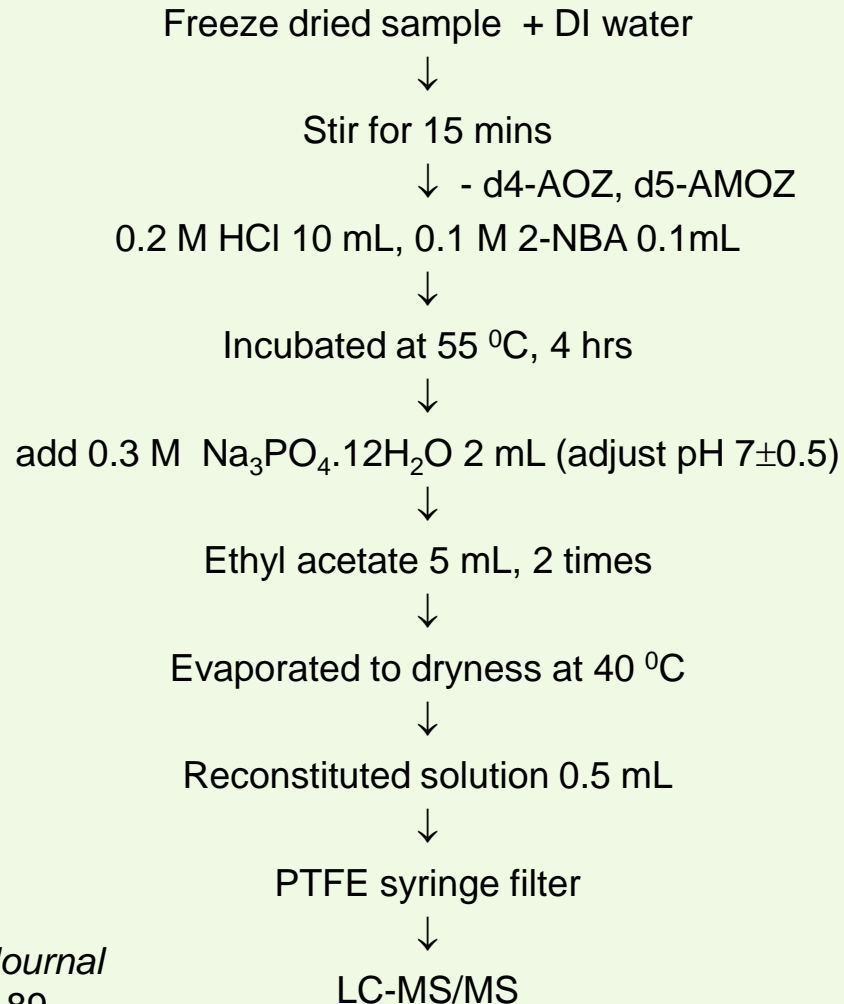 Freeze dried sample + DI water
↓
Stir for 15 mins
↓ - d4-AOZ, d5-AMOZ
0.2 M HCl 10 mL, 0.1 M 2-NBA 0.1mL
↓
Incubated at 55 ⁰C, 4 hrs
↓
add 0.3 M Na₃PO₄.12H₂O 2 mL (adjust pH 7±0.5)
↓
Ethyl acetate 5 mL, 2 times
↓
Evaporated to dryness at 40 ⁰C
↓
Reconstituted solution 0.5 mL
↓
PTFE syringe filter
↓
LC-MS/MS